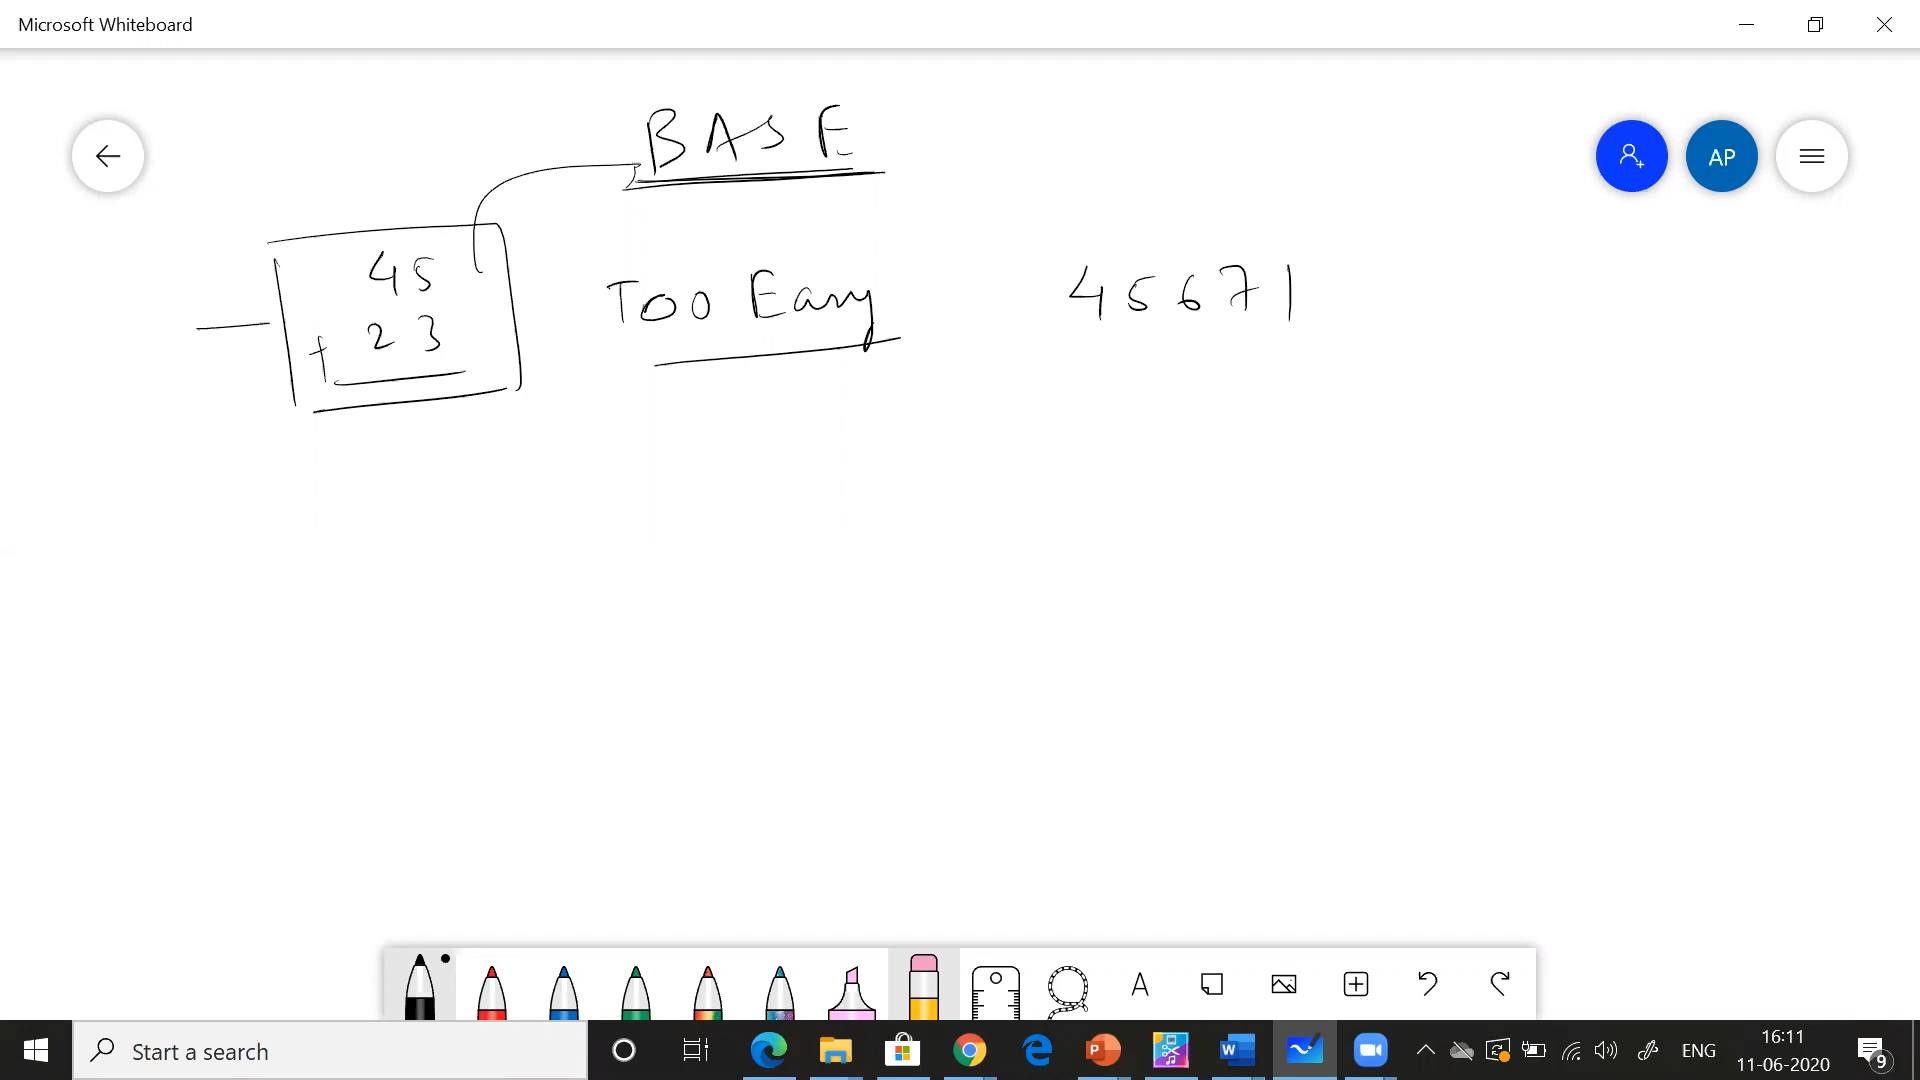 Microsoft Whiteboard
BASE
AP
45
+ 23
Too Easy
45671
A
Start a search
P
W
ENG
16:11
11-06-2020
9